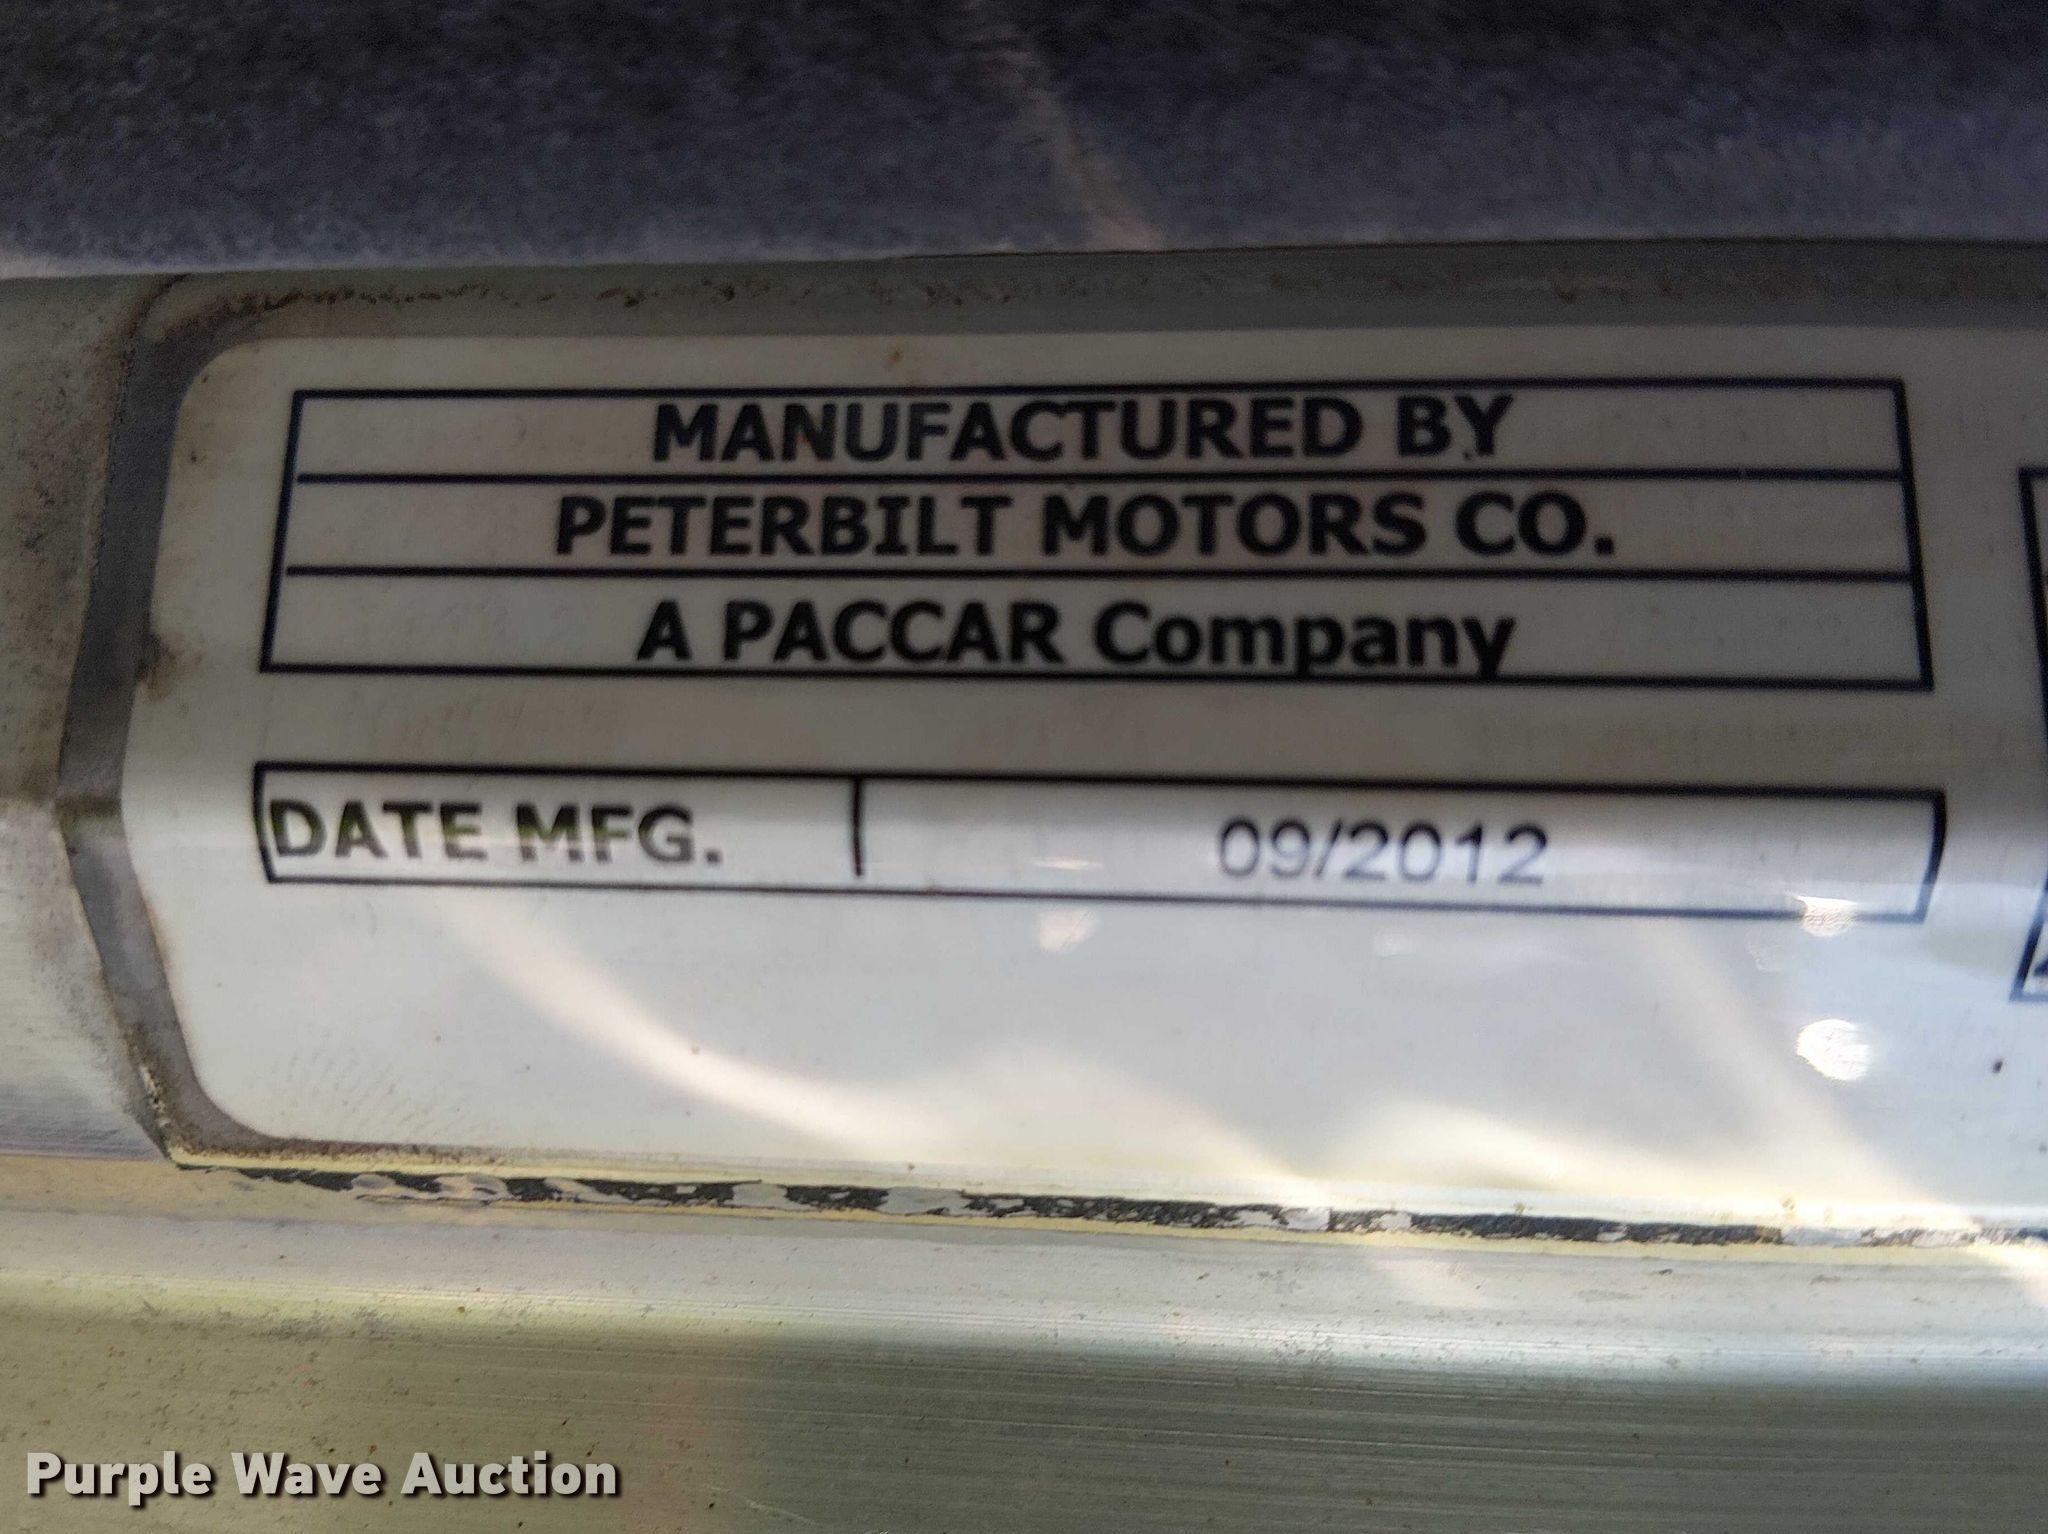 MANUFACTURED BY
PETERBILT MOTORS CO.
A PACCAR Company
DATE MFG. 09/2012
Purple Wave Auction